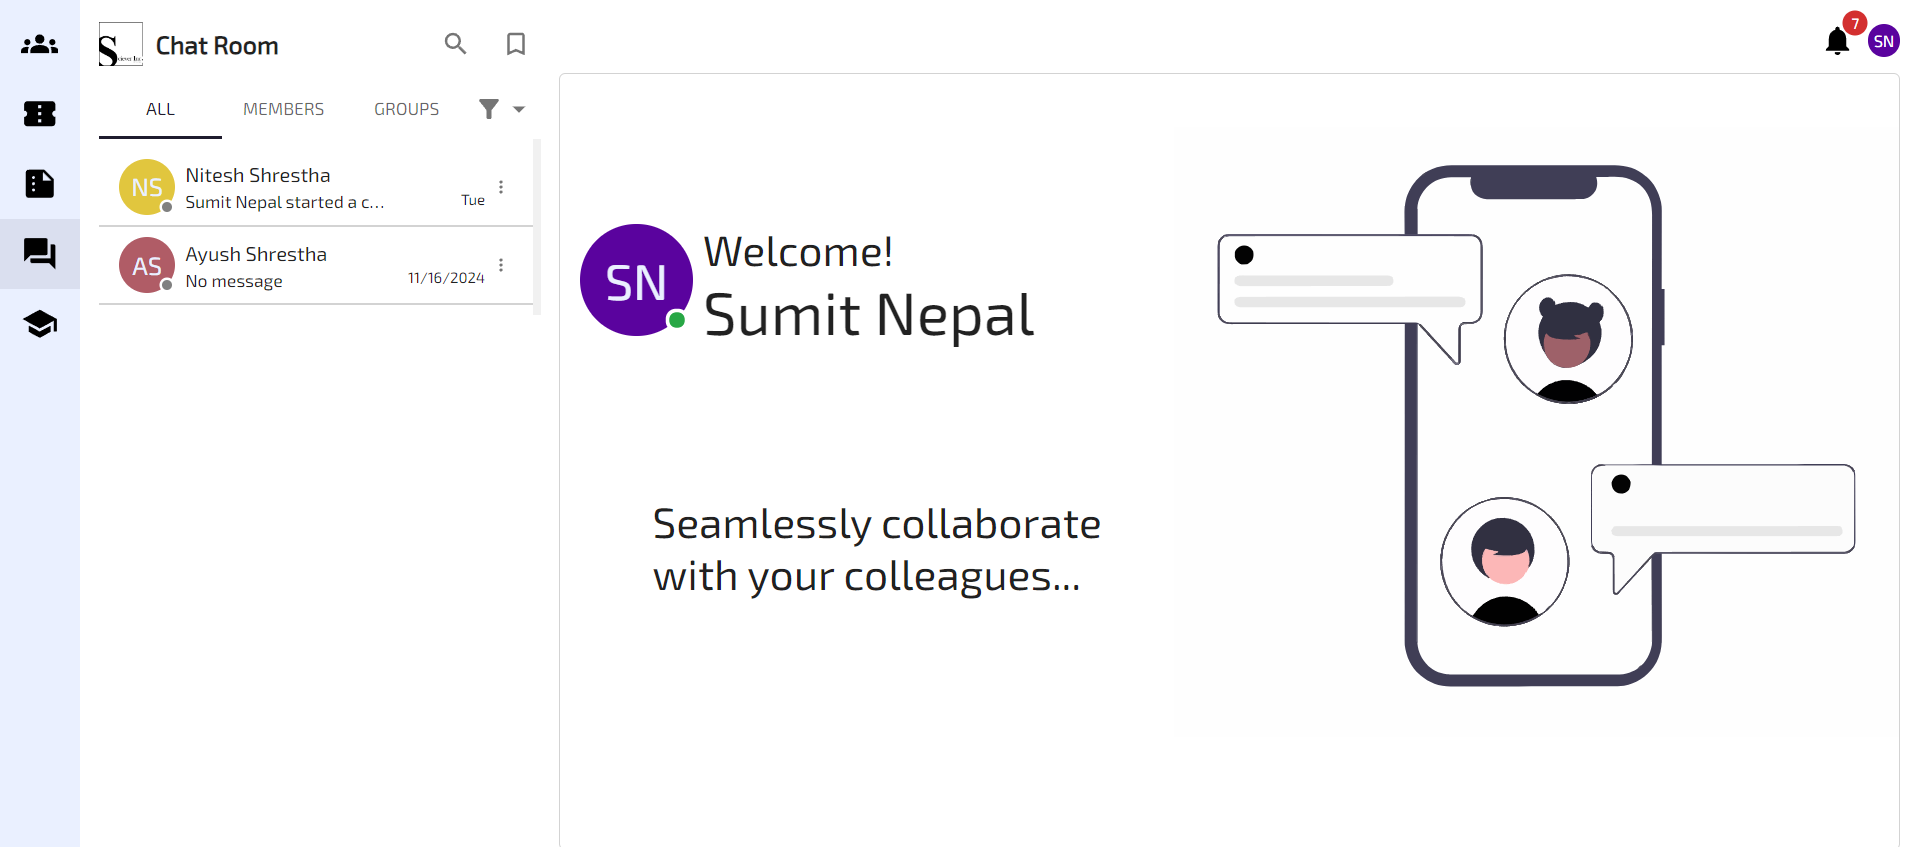 Chat Room
7
SN
ALL
MEMBERS
GROUPS
NS
Nitesh Shrestha
Sumit Nepal started a c...
Tue
AS
Ayush Shrestha
No message
11/16/2024
SN
Welcome!
Sumit Nepal
Seamlessly collaborate
with your colleagues...